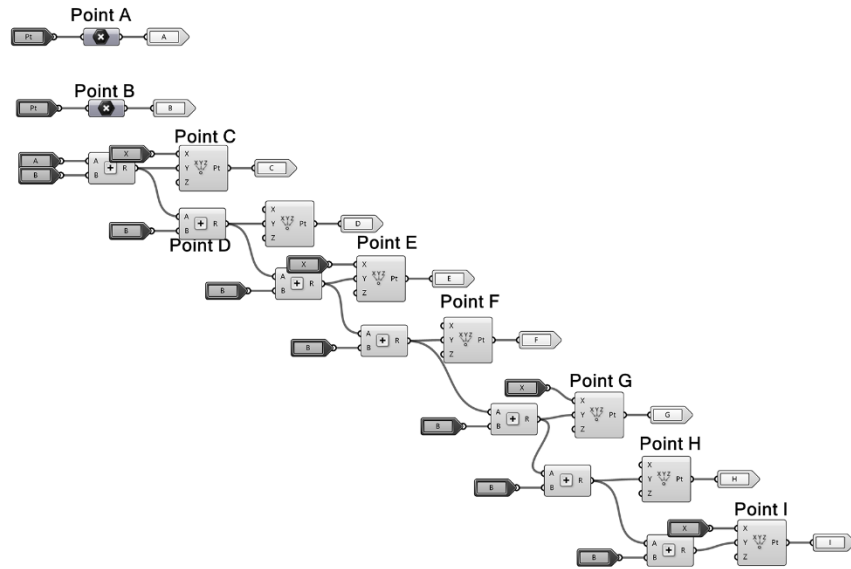 Point A
Pt
A
Point B
Pt
B
Point C
A
B
A
B
R
X
X
Y
Z
XYZ
Pt
C
B
A
B
R
X
Y
Z
XYZ
Pt
D
Point D
Point E
B
A
B
R
X
X
Y
Z
XYZ
Pt
E
Point F
B
A
B
R
X
Y
Z
XYZ
Pt
F
Point G
X
B
A
B
R
X
Y
Z
XYZ
Pt
G
Point H
B
A
B
R
X
Y
Z
XYZ
Pt
H
Point I
X
B
A
B
R
X
Y
Z
XYZ
Pt
I